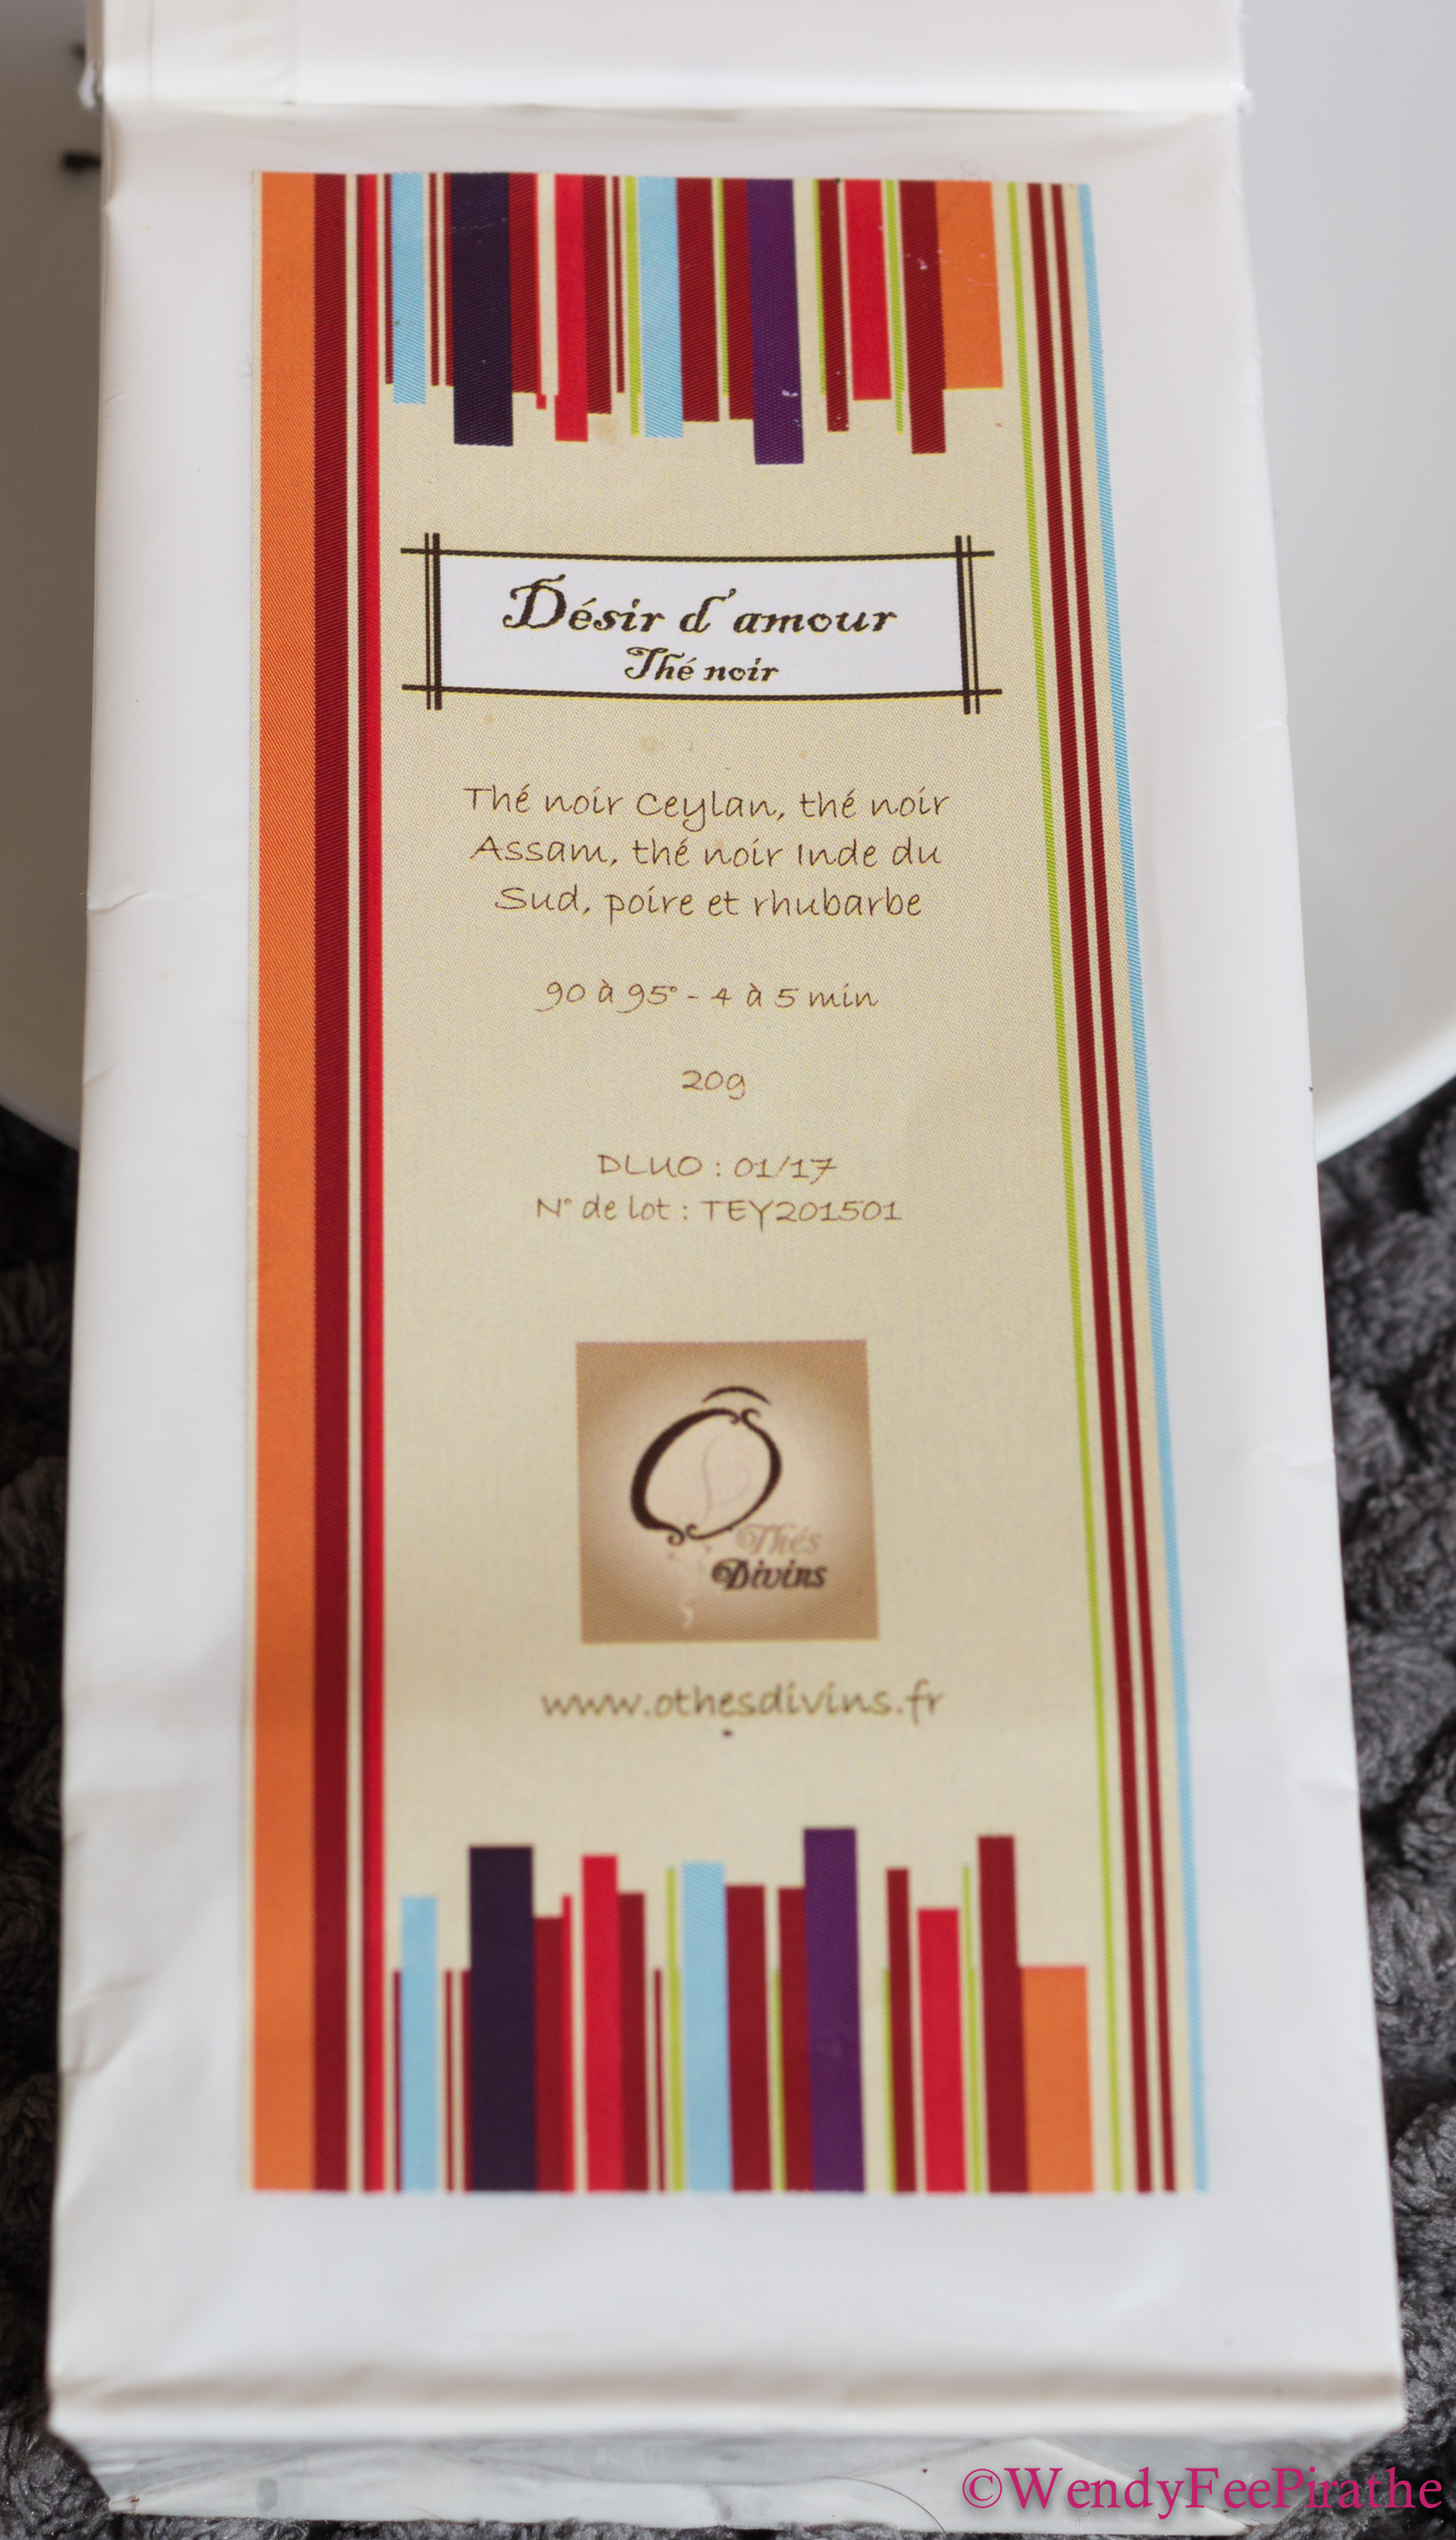 Désir d'amour
Thé noir
Thé noir Ceylan, thé noir
Assam, thé noir Inde du
Sud, poire et rhubarbe
90 à 95° - 4 à 5 min
20g
DLUO : 01/17
N° de lot : TEY201501
Ô
Thés
Divins
www.othesdivins.fr
©WendyFeePirathe